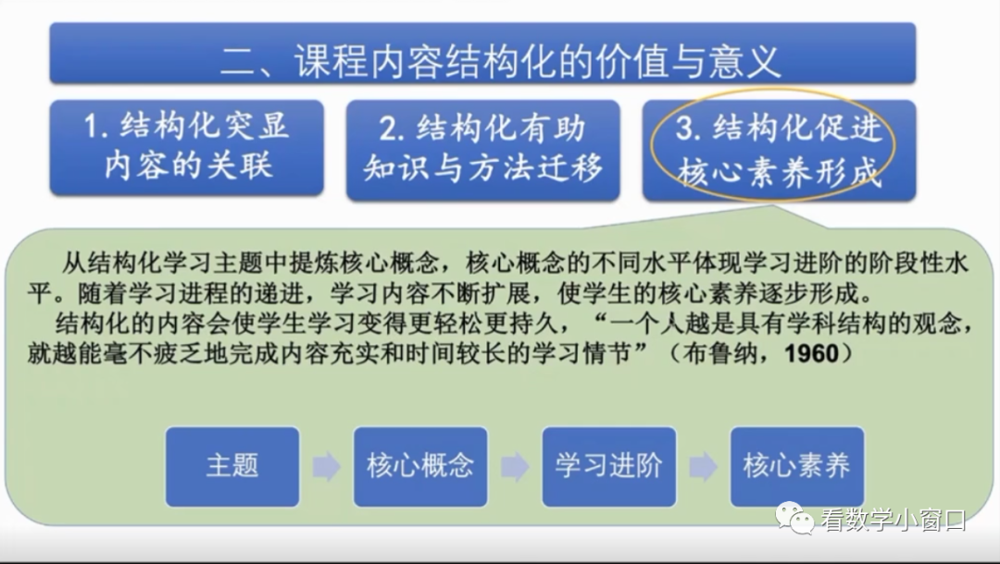 二、课程内容结构化的价值与意义
1.结构化突显
内容的关联
2.结构化有助
知识与方法迁移
3.结构化促进
核心素养形成
从结构化学习主题中提炼核心概念，核心概念的不同水平体现学习进阶的阶段性水
平。随着学习进程的递进，学习内容不断扩展，使学生的核心素养逐步形成。
结构化的内容会使学生学习变得更轻松更持久，“一个人越是具有学科结构的观念，
就越能毫不疲乏地完成内容充实和时间较长的学习情节”（布鲁纳，1960）
主题
核心概念
学习进阶
核心素养
看数学小窗口